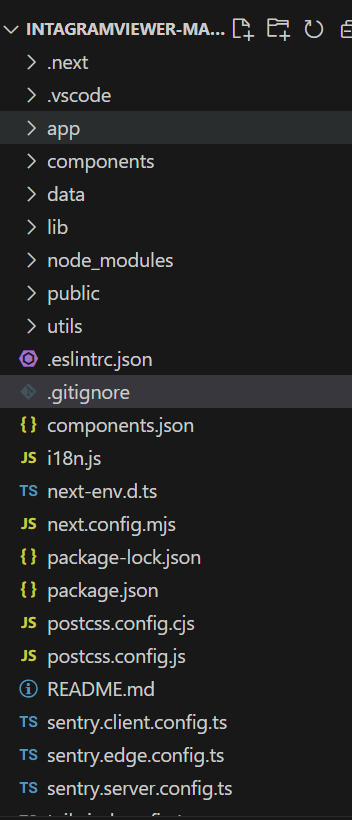 INTAGRAMVIEWER-MA...
.next
.vscode
app
components
data
lib
node_modules
public
utils
.eslintrc.json
.gitignore
{} components.json
JS i18n.js
TS next-env.d.ts
JS next.config.mjs
{} package-lock.json
{} package.json
JS postcss.config.cjs
JS postcss.config.js
README.md
TS sentry.client.config.ts
TS sentry.edge.config.ts
TS sentry.server.config.ts